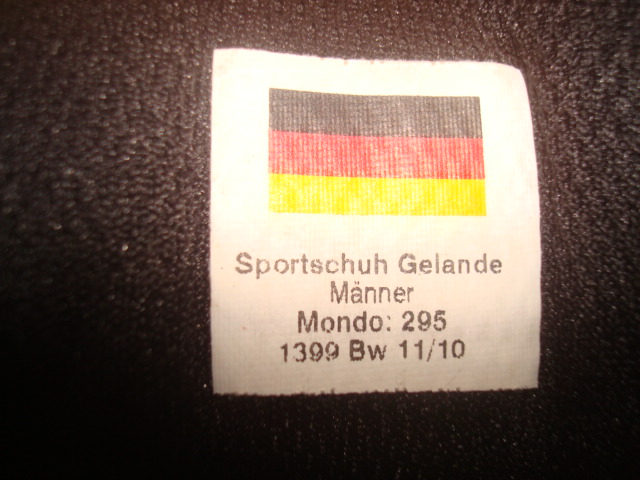 Sportschuh Gelande
Männer
Mondo: 295
1399 Bw 11/10